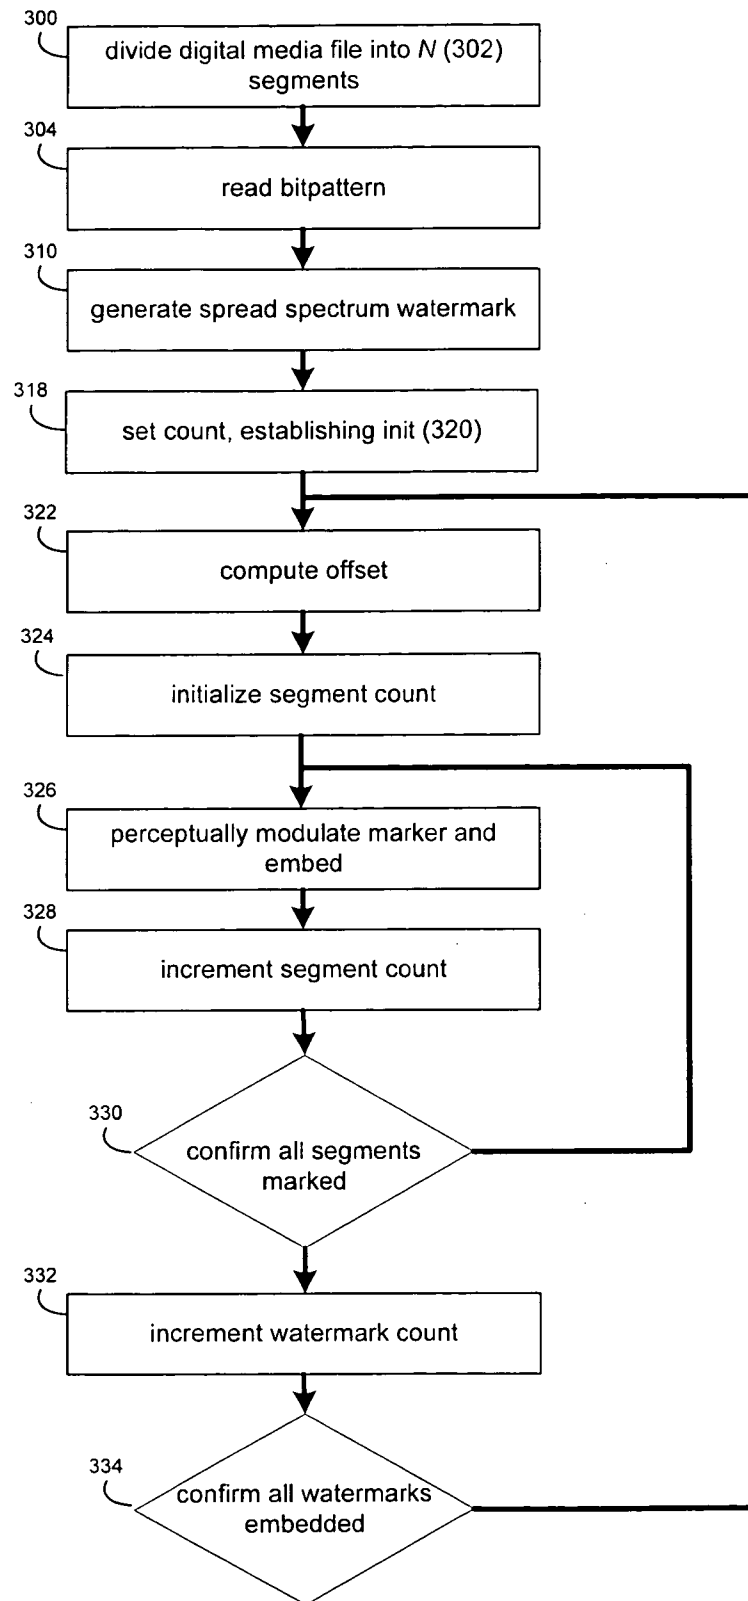 300
divide digital media file into N (302)
segments
304
read bitpattern
310
generate spread spectrum watermark
318
set count, establishing init (320)
322
compute offset
324
initialize segment count
326
perceptually modulate marker and
embed
328
increment segment count
330
confirm all segments
marked
332
increment watermark count
334
confirm all watermarks
embedded